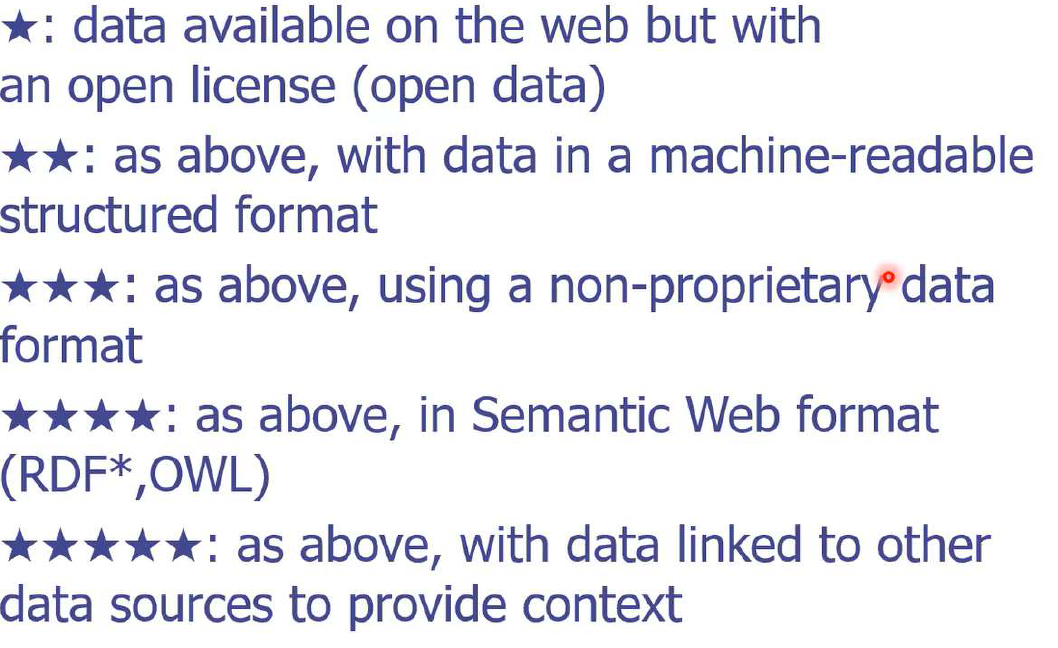 ★: data available on the web but with
an open license (open data)
★★: as above, with data in a machine-readable
structured format
★★★: as above, using a non-proprietary data
format
★★★★: as above, in Semantic Web format
(RDF*,OWL)
★★★★★: as above, with data linked to other
data sources to provide context